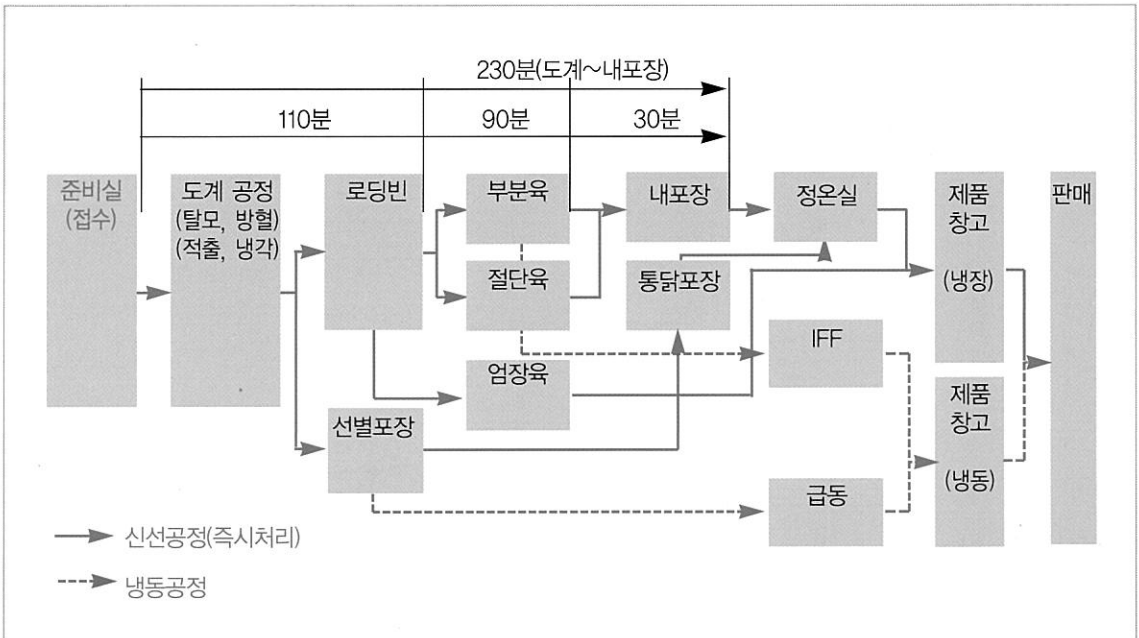 230분(도계~내포장)
110분
90분
30분
준비실
(접수)
도계 공정
(탈모, 방혈)
(적출, 냉각)
로딩빈
부분육
절단육
엄장육
선별포장
내포장
통닭포장
정온실
IFF
급동
제품
창고
(냉장)
제품
창고
(냉동)
판매
신선공정(즉시처리)
냉동공정